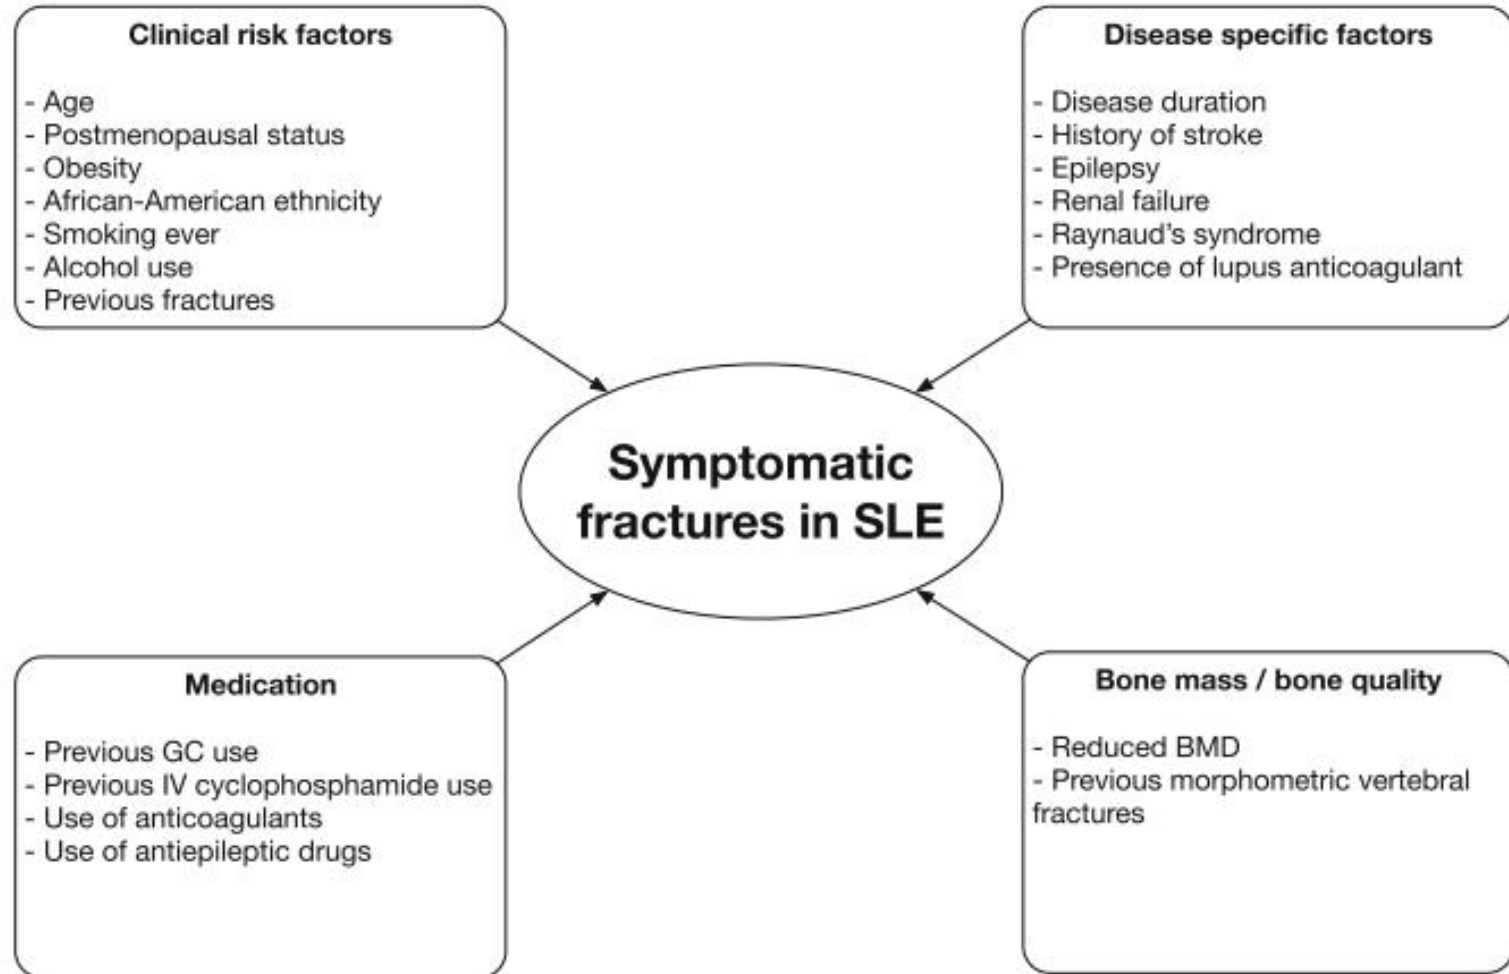 Clinical risk factors
- Age
- Postmenopausal status
- Obesity
- African-American ethnicity
- Smoking ever
- Alcohol use
- Previous fractures
Disease specific factors
- Disease duration
- History of stroke
- Epilepsy
- Renal failure
- Raynaud's syndrome
- Presence of lupus anticoagulant
Symptomatic
fractures in SLE
Medication
- Previous GC use
- Previous IV cyclophosphamide use
- Use of anticoagulants
- Use of antiepileptic drugs
Bone mass / bone quality
- Reduced BMD
- Previous morphometric vertebral
fractures